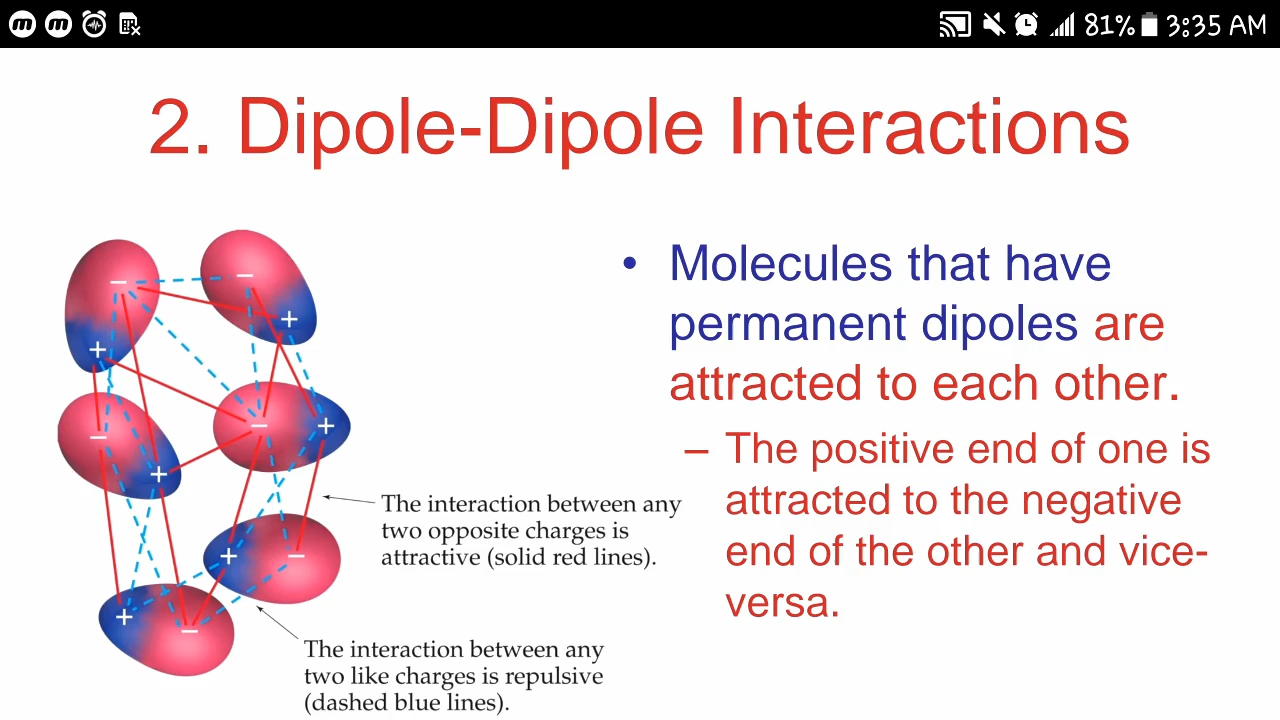 81% 3:35 AM
2. Dipole-Dipole Interactions
• Molecules that have
permanent dipoles are
attracted to each other.
– The positive end of one is
attracted to the negative
end of the other and vice-
versa.
The interaction between any
two opposite charges is
attractive (solid red lines).
The interaction between any
two like charges is repulsive
(dashed blue lines).